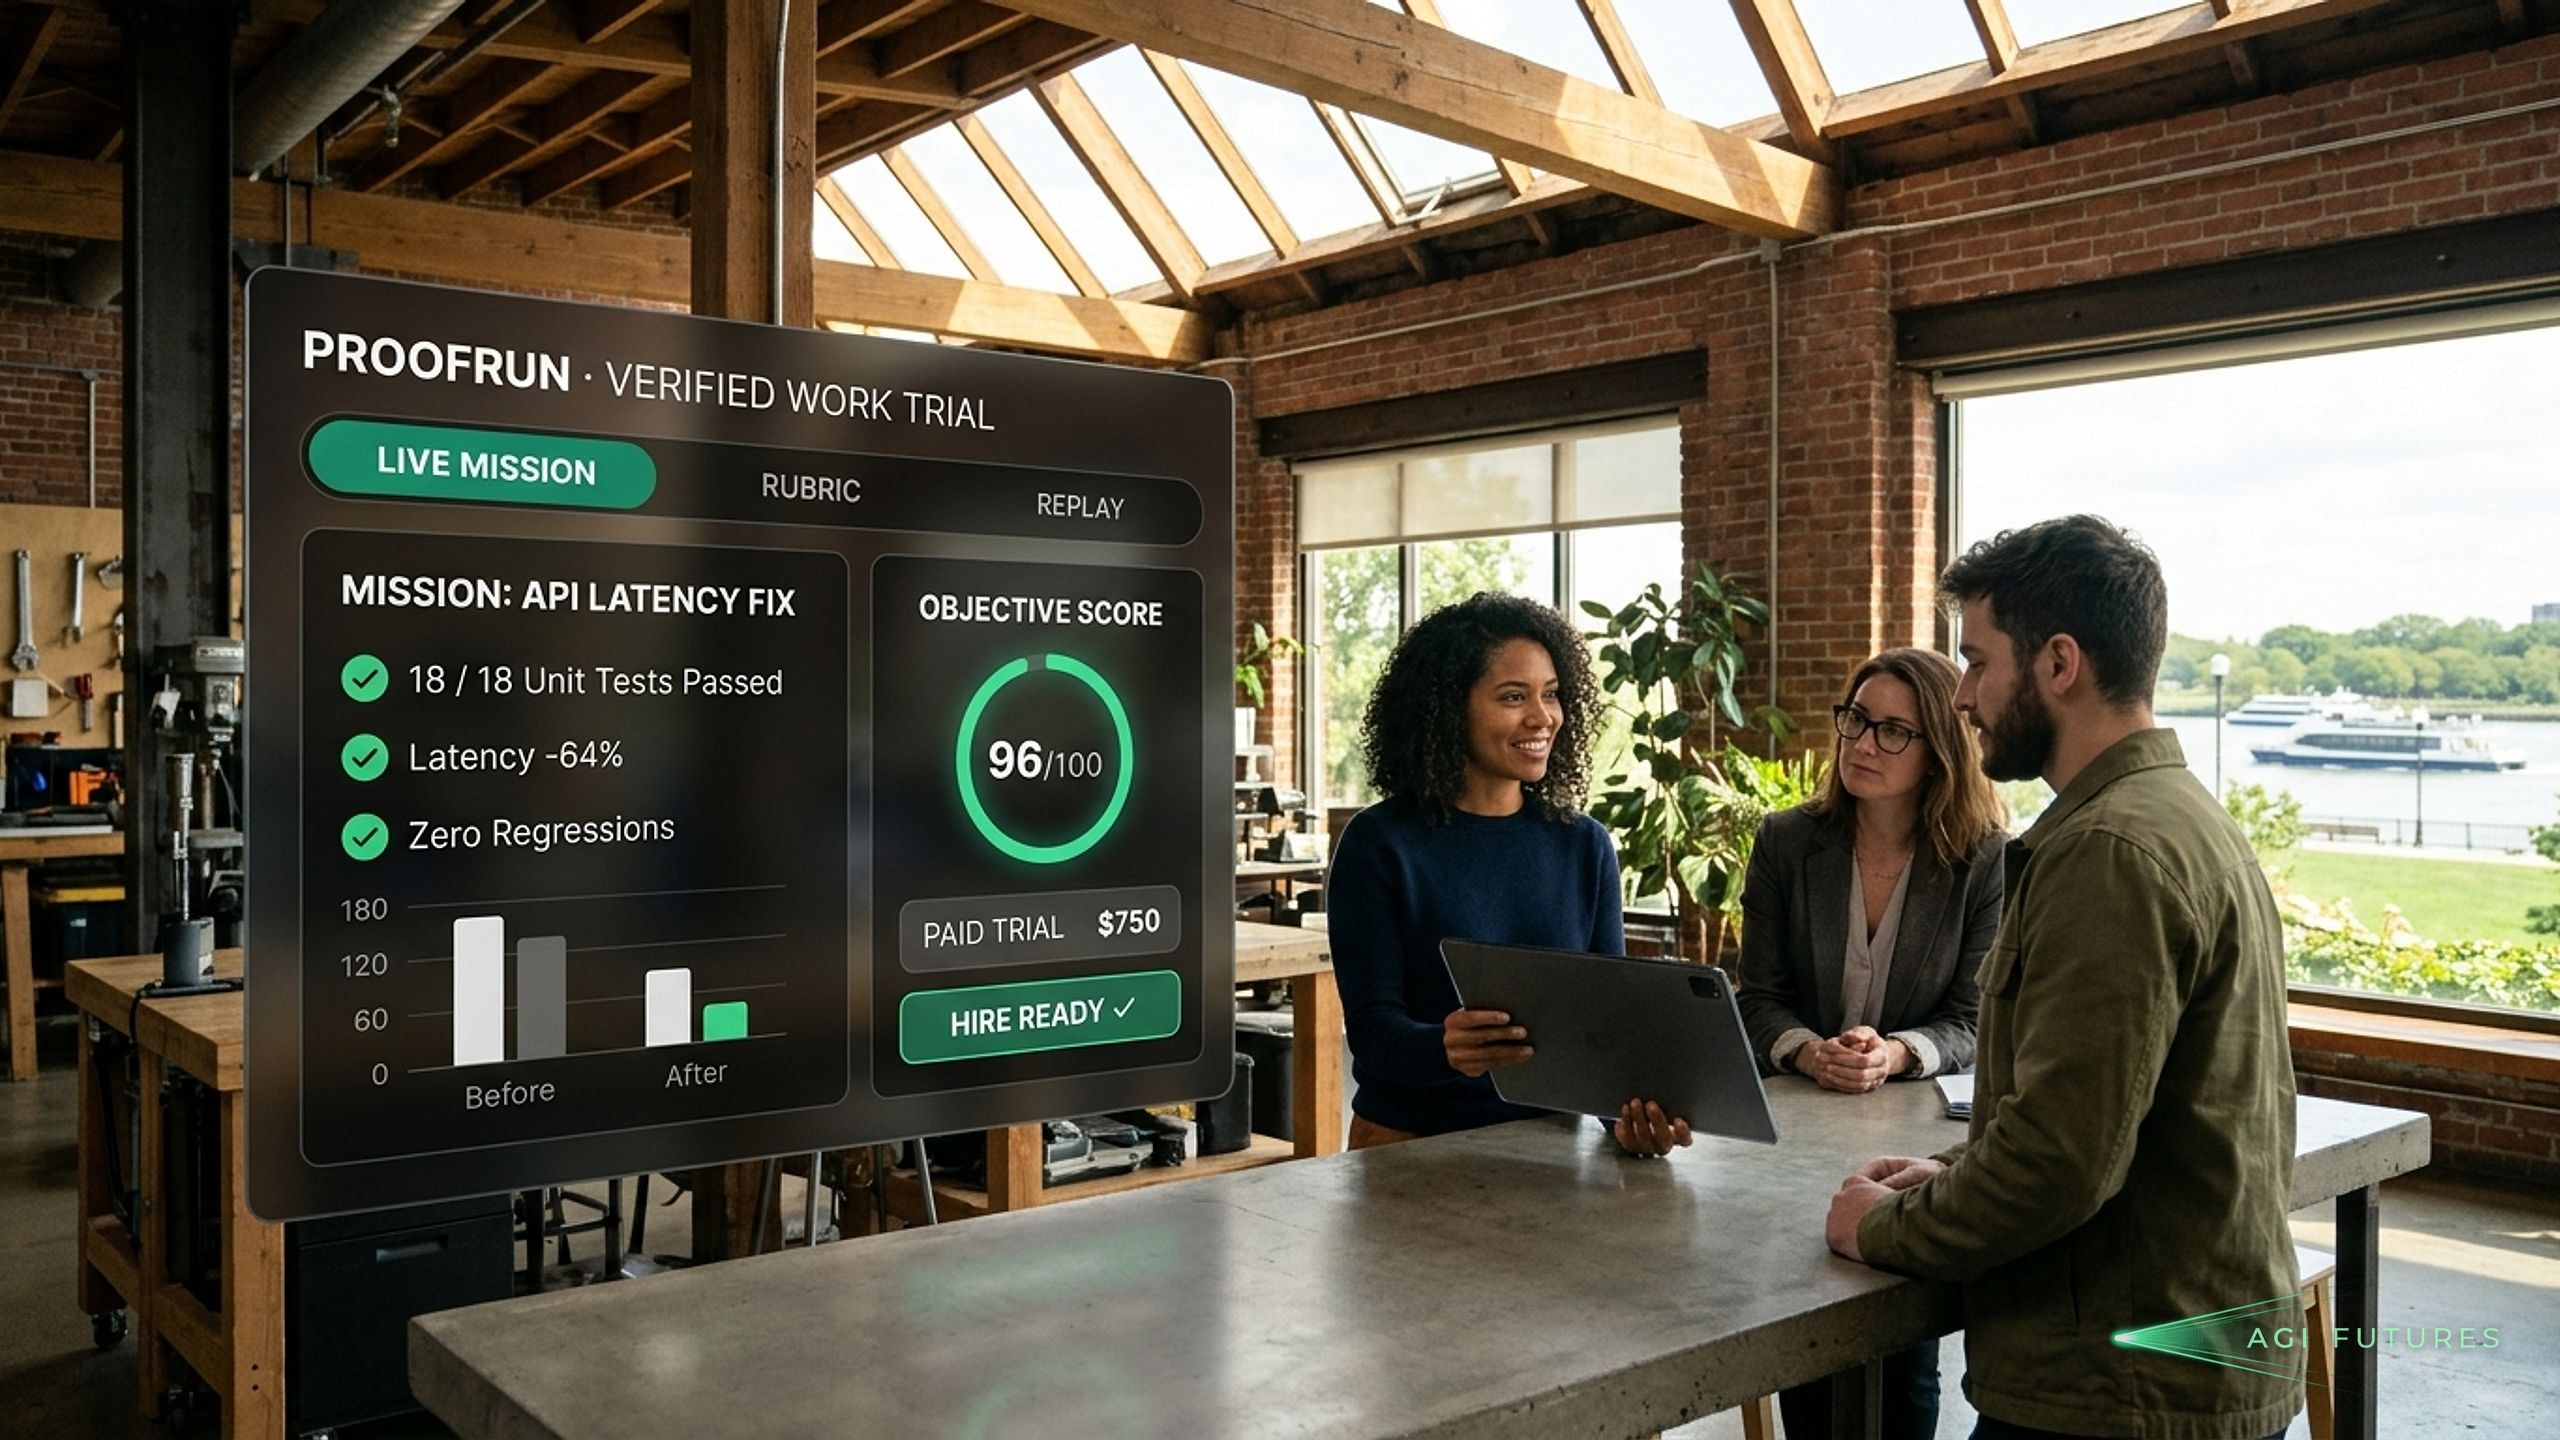 PROOFRUN · VERIFIED WORK TRIAL
LIVE MISSION
RUBRIC
REPLAY
MISSION: API LATENCY FIX
18 / 18 Unit Tests Passed
Latency -64%
Zero Regressions
180
120
60
0
Before
After
OBJECTIVE SCORE
96/100
PAID TRIAL $750
HIRE READY ✓
AGI FUTURES